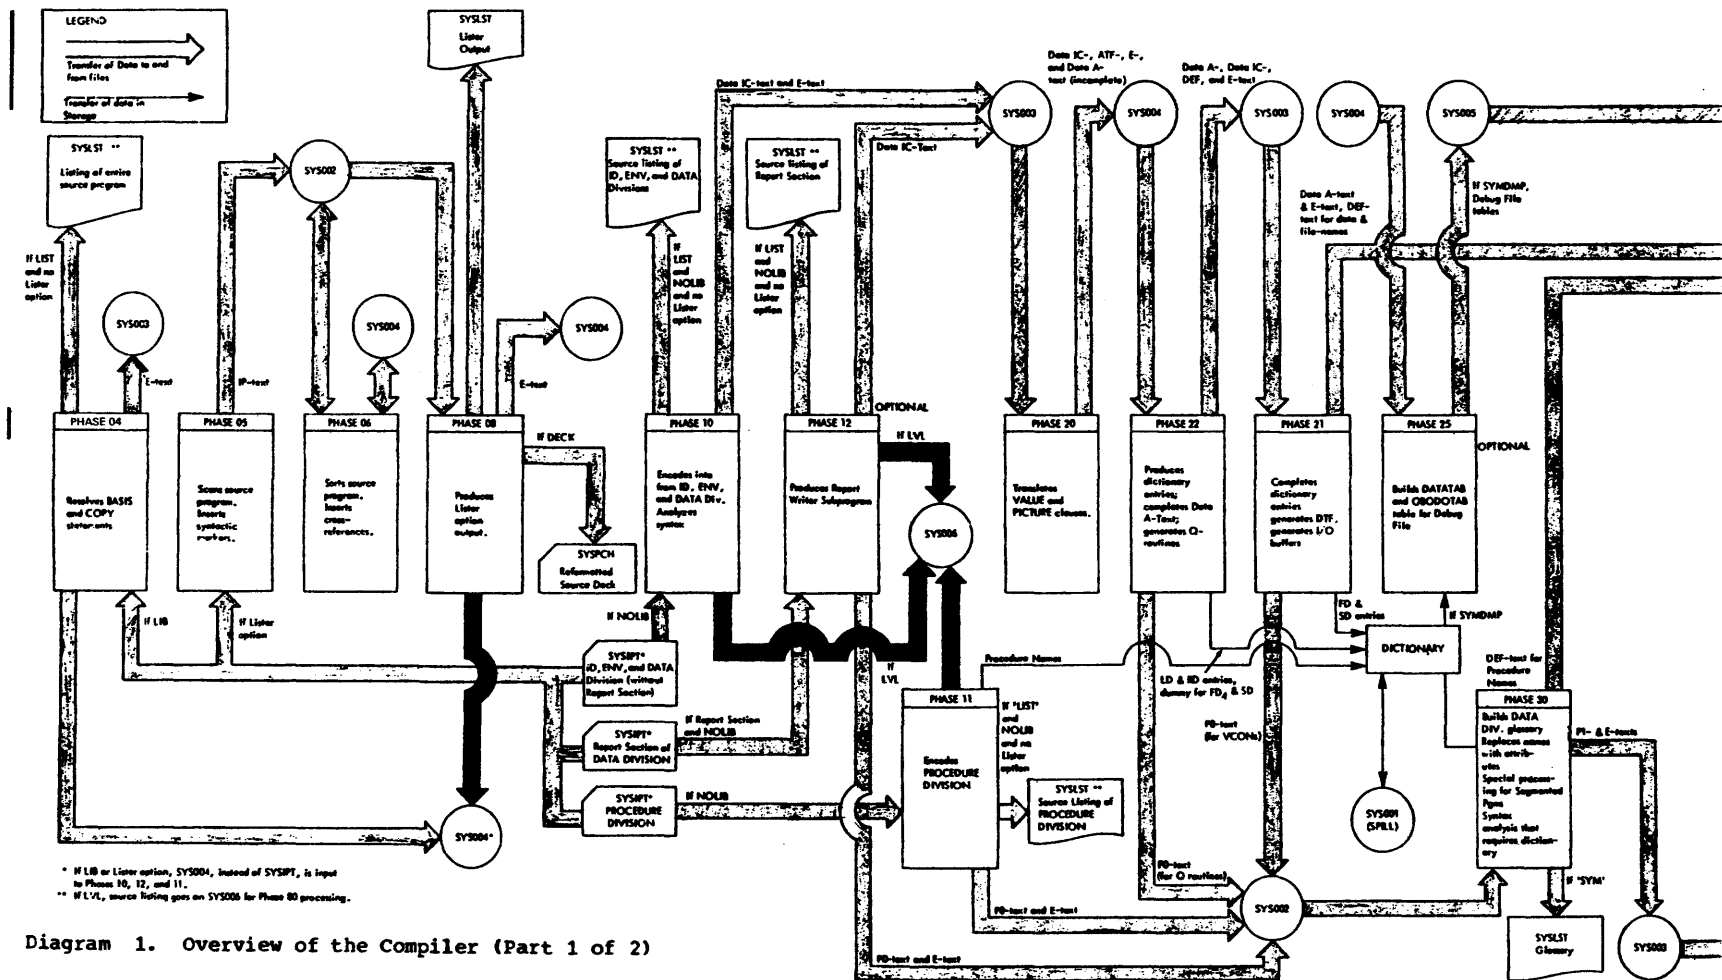 LEGEND
Transfer of Data to and
from files
Transfer of data in
Storage
SYSLST
Lister
Output
SYSLST **
Listing of entire
source program
If LIST
and no
Lister
option
SYS003
E-text
SYS002
IP-text
SYS004
SYS004
E-text
SYSLST **
Source listing of
ID, ENV, and DATA
Divisions
If
LIST
and
NOLIB
and no
Lister
option
SYSLST **
Source listing of
Report Section
If LIST
and
NOLIB
and no
Lister
option
Data IC-text and E-text
Data IC-Text
SYS003
Data IC-, ATF-, E-,
and Data A-
text (incomplete)
SYS004
Data A-, Data IC-,
DEF, and E-text
SYS003
SYS004
SYS005
Data A-text
& E-text, DEF-
text for data &
file-names
If SYMDMP,
Debug File
tables
PHASE 04
Resolves BASIS
and COPY
statements
PHASE 05
Scans source
program.
Inserts
syntactic
markers.
PHASE 06
Sorts source
program.
Inserts
cross-
references.
PHASE 08
Produces
Lister
option
output.
If DECK
SYSPCH
Reformatted
Source Deck
PHASE 10
Encodes into
from ID, ENV,
and DATA Div.
Analyzes
syntax
PHASE 12
OPTIONAL
Produces Report
Writer Subprogram
If LVL
SYS006
PHASE 20
Translates
VALUE and
PICTURE clauses.
PHASE 22
Produces
dictionary
entries;
completes Data
A-Text;
generates Q-
routines
PHASE 21
Completes
dictionary
entries
generates DTF.
generates I/O
buffers
PHASE 25
OPTIONAL
Builds DATATAB
and OBODOTAB
table for Debug
File
If LIB
If Lister
option
If NOLIB
SYSIPT*
ID, ENV, and DATA
Division (without
Report Section)
SYSIPT*
Report Section of
DATA DIVISION
If Report Section
and NOLIB
SYSIPT*
PROCEDURE
DIVISION
If NOLIB
If
LVL
SYS004*
PHASE 11
Encodes
PROCEDURE
DIVISION
Procedure Names
If "LIST"
and
NOLIB
and no
Lister
option
SYSLST **
Source Listing of
PROCEDURE
DIVISION
LD & RD entries,
dummy for FD, & SD
FD &
SD entries
If SYMDMP
DICTIONARY
SYS001
(SPILL)
P0-text
(for VCONs)
P0-text
(for Q routines)
P0-text and E-text
P0-text and E-text
SYS002
DEF-text for
Procedure
Names
PHASE 30
Builds DATA
DIV. glossary
Replaces names
with attrib-
utes
Special process-
ing for Segmented
Pgms
Syntax
analysis that
requires diction-
ary
P1- & E-texts
If "SYM"
SYSLST
Glossary
SYS003
* If LIB or Lister option, SYS004, instead of SYSIPT, is input
to Phases 10, 12, and 11.
** If LVL, source listing goes on SYS006 for Phase 80 processing.
Diagram 1. Overview of the Compiler (Part 1 of 2)